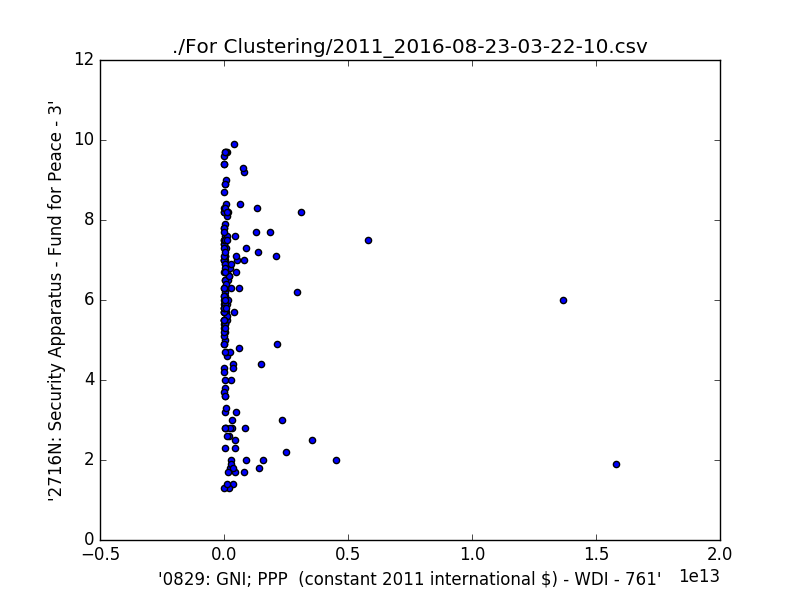 ./For Clustering/2011_2016-08-23-03-22-10.csv
'2716N: Security Apparatus - Fund for Peace - 3'
12
10
8
6
4
2
0
−0.5 0.0 0.5 1.0 1.5 2.0
1e13
'0829: GNI; PPP  (constant 2011 international $) - WDI - 761'